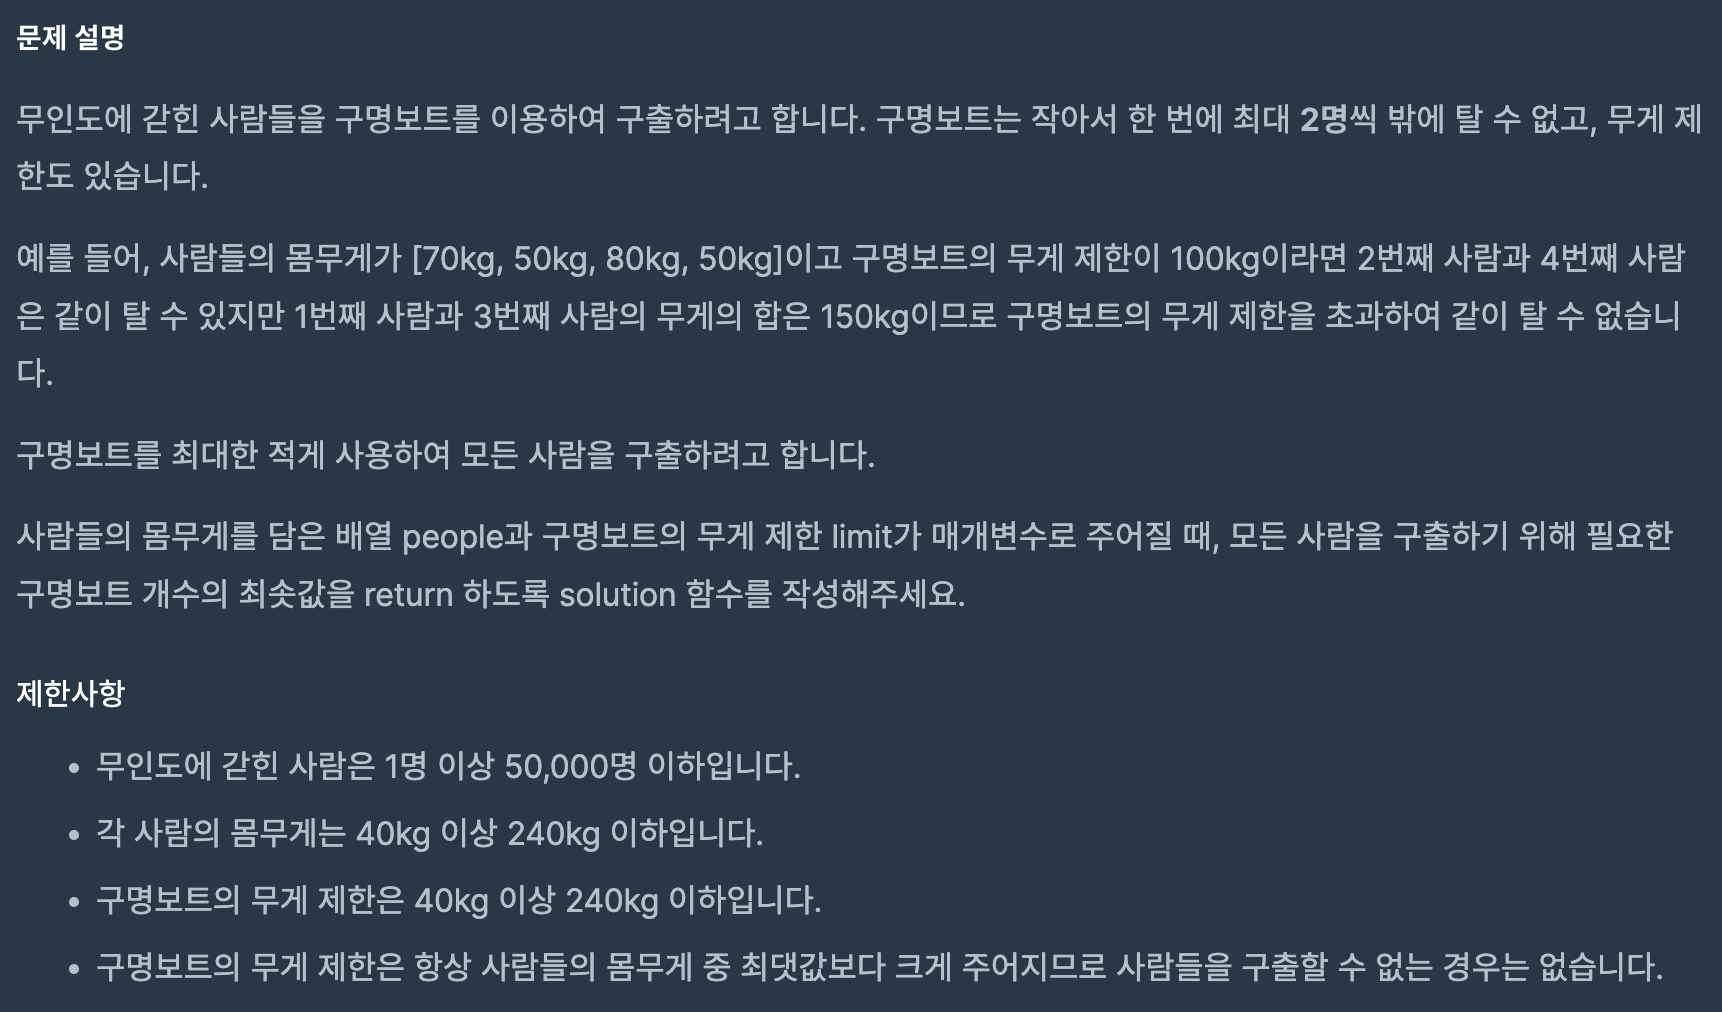 문제 설명
무인도에 갇힌 사람들을 구명보트를 이용하여 구출하려고 합니다. 구명보트는 작아서 한 번에 최대 2명씩 밖에 탈 수 없고, 무게 제
한도 있습니다.
예를 들어, 사람들의 몸무게가 [70kg, 50kg, 80kg, 50kg]이고 구명보트의 무게 제한이 100kg이라면 2번째 사람과 4번째 사람
은 같이 탈 수 있지만 1번째 사람과 3번째 사람의 무게의 합은 150kg이므로 구명보트의 무게 제한을 초과하여 같이 탈 수 없습니
다.
구명보트를 최대한 적게 사용하여 모든 사람을 구출하려고 합니다.
사람들의 몸무게를 담은 배열 people과 구명보트의 무게 제한 limit가 매개변수로 주어질 때, 모든 사람을 구출하기 위해 필요한
구명보트 개수의 최솟값을 return 하도록 solution 함수를 작성해주세요.
제한사항
• 무인도에 갇힌 사람은 1명 이상 50,000명 이하입니다.
• 각 사람의 몸무게는 40kg 이상 240kg 이하입니다.
• 구명보트의 무게 제한은 40kg 이상 240kg 이하입니다.
• 구명보트의 무게 제한은 항상 사람들의 몸무게 중 최댓값보다 크게 주어지므로 사람들을 구출할 수 없는 경우는 없습니다.